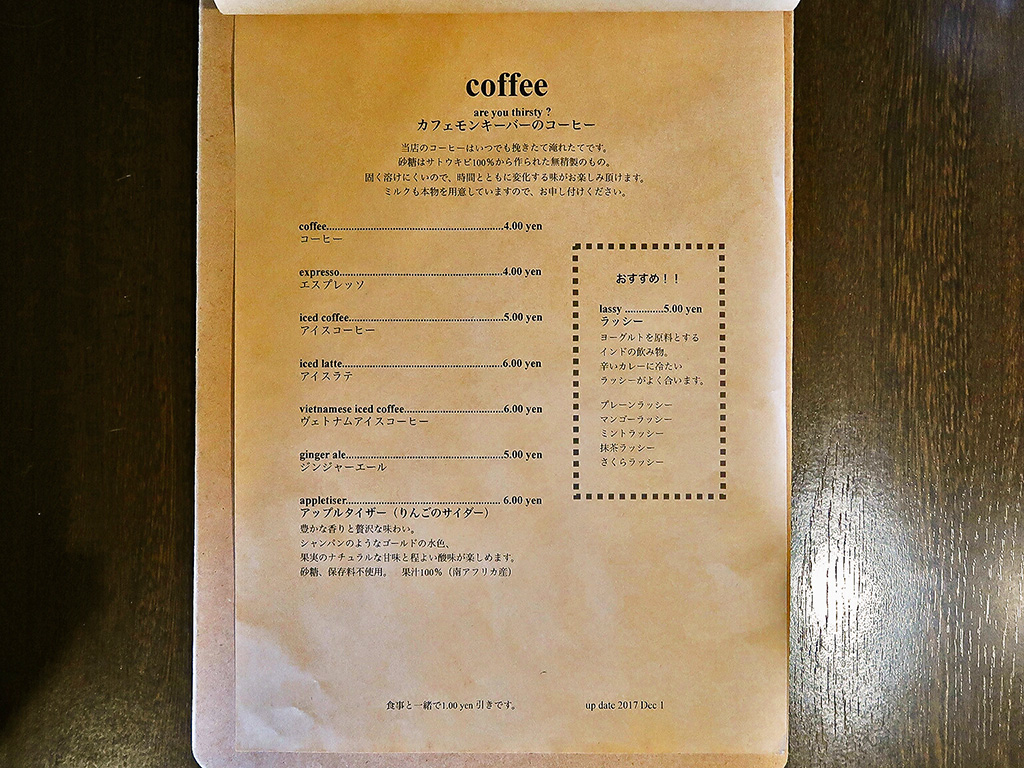 coffee
are you thirsty ?
カフェモンキーバーのコーヒー
当店のコーヒーはいつでも挽きたて淹れたてです。
砂糖はサトウキビ100%から作られた無精製のもの。
固く溶けにくいので、時間とともに変化する味がお楽しみ頂けます。
ミルクも本物を用意していますので、お申し付けください。
coffee............................................................4.00 yen
コーヒー
expresso.......................................................4.00 yen
エスプレッソ
iced coffee....................................................5.00 yen
アイスコーヒー
iced latte......................................................6.00 yen
アイスラテ
vietnamese iced coffee.................................6.00 yen
ヴェトナムアイスコーヒー
ginger ale.....................................................5.00 yen
ジンジャーエール
appletiser.................................................... 6.00 yen
アップルタイザー（りんごのサイダー）
豊かな香りと贅沢な味わい。
シャンパンのようなゴールドの水色、
果実のナチュラルな甘味と程よい酸味が楽しめます。
砂糖、保存料不使用。　果汁100%（南アフリカ産）
おすすめ！！
lassy ..............5.00 yen
ラッシー
ヨーグルトを原料とする
インドの飲み物。
辛いカレーに冷たい
ラッシーがよく合います。
プレーンラッシー
マンゴーラッシー
ミントラッシー
抹茶ラッシー
さくらラッシー
食事と一緒で1.00 yen 引きです。
up date 2017 Dec 1